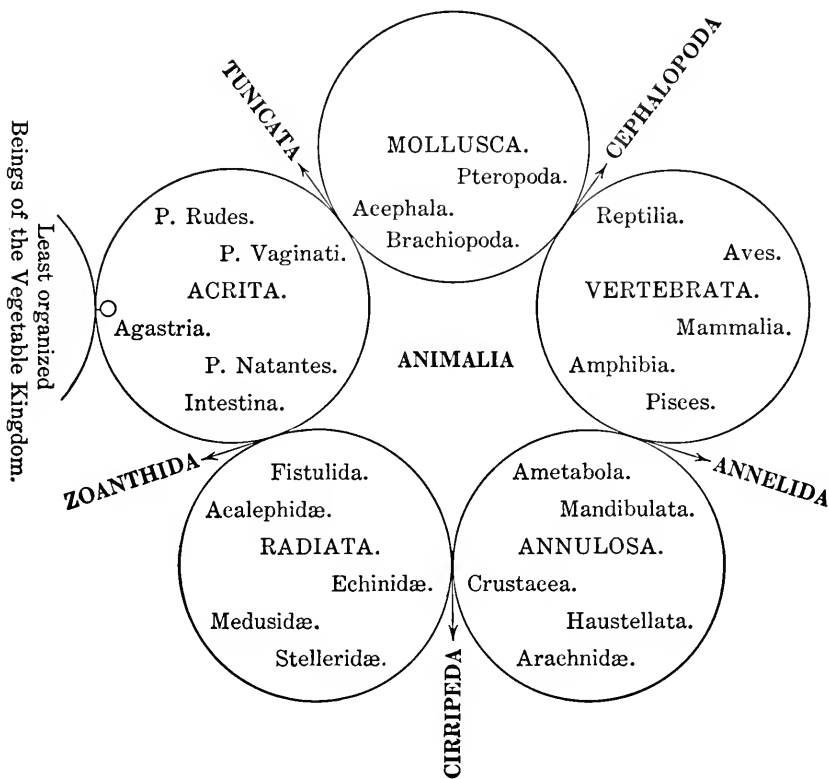 TUNICATA
CEPHALOPODA
MOLLUSCA.
Pteropoda.
Acephala.
Brachiopoda.
Least organized
Beings of the Vegetable Kingdom.
P. Rudes.
P. Vaginati.
ACRITA.
Agastria.
P. Natantes.
Intestina.
ANIMALIA
Reptilia.
Aves.
VERTEBRATA.
Mammalia.
Amphibia.
Pisces.
ZOANTHIDA
ANNELIDA
Fistulida.
Acalephidæ.
RADIATA.
Echinidæ.
Medusidæ.
Stelleridæ.
Ametabola.
Mandibulata.
ANNULOSA.
Crustacea.
Haustellata.
Arachnidæ.
CIRRIPEDA